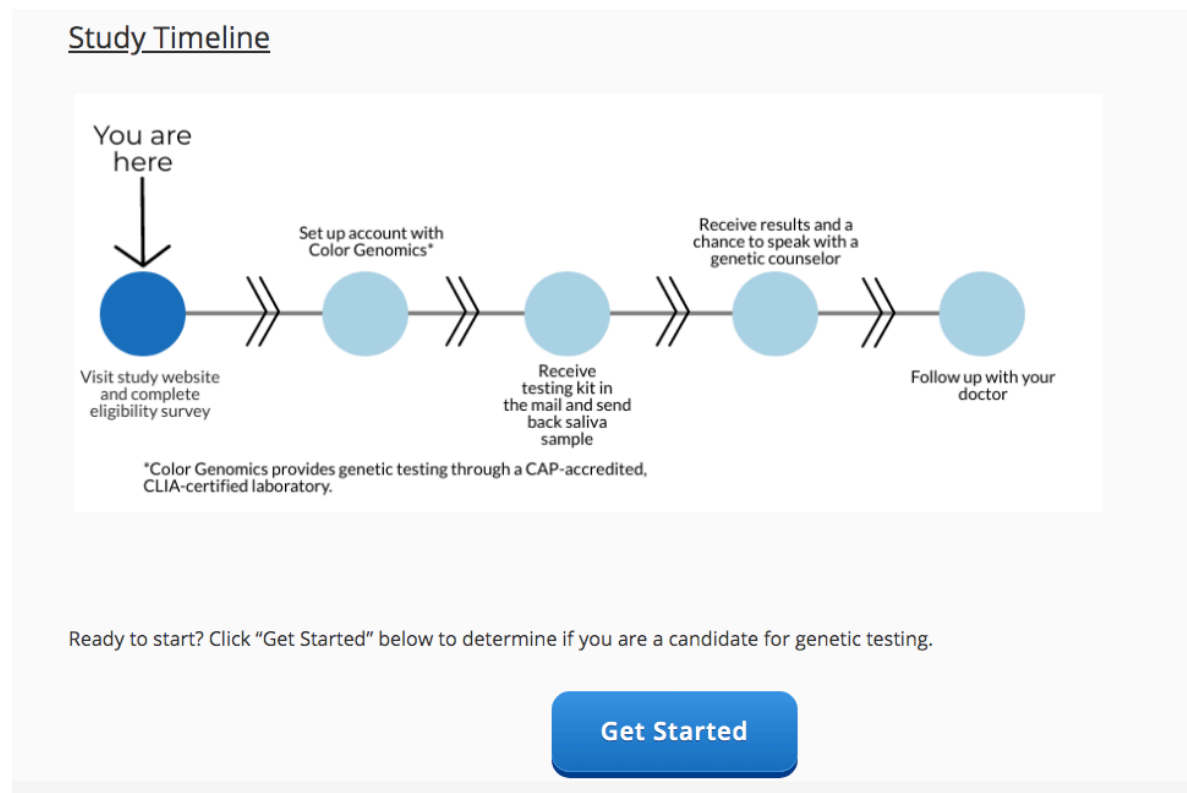 Study Timeline
You are
here
Set up account with
Color Genomics*
Receive results and a
chance to speak with a
genetic counselor
Visit study website
and complete
eligibility survey
Receive
testing kit in
the mail and send
back saliva
sample
Follow up with your
doctor
*Color Genomics provides genetic testing through a CAP-accredited,
CLIA-certified laboratory.
Ready to start? Click “Get Started” below to determine if you are a candidate for genetic testing.
Get Started